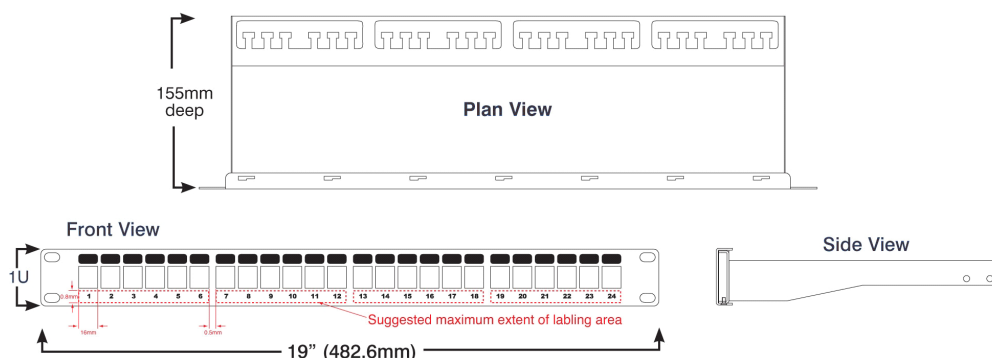 155mm
deep
Plan View
Front View
Side View
1U
0.8mm
1 2 3 4 5 6 7 8 9 10 11 12 13 14 15 16 17 18 19 20 21 22 23 24
16mm
0.5mm
Suggested maximum extent of labling area
19” (482.6mm)